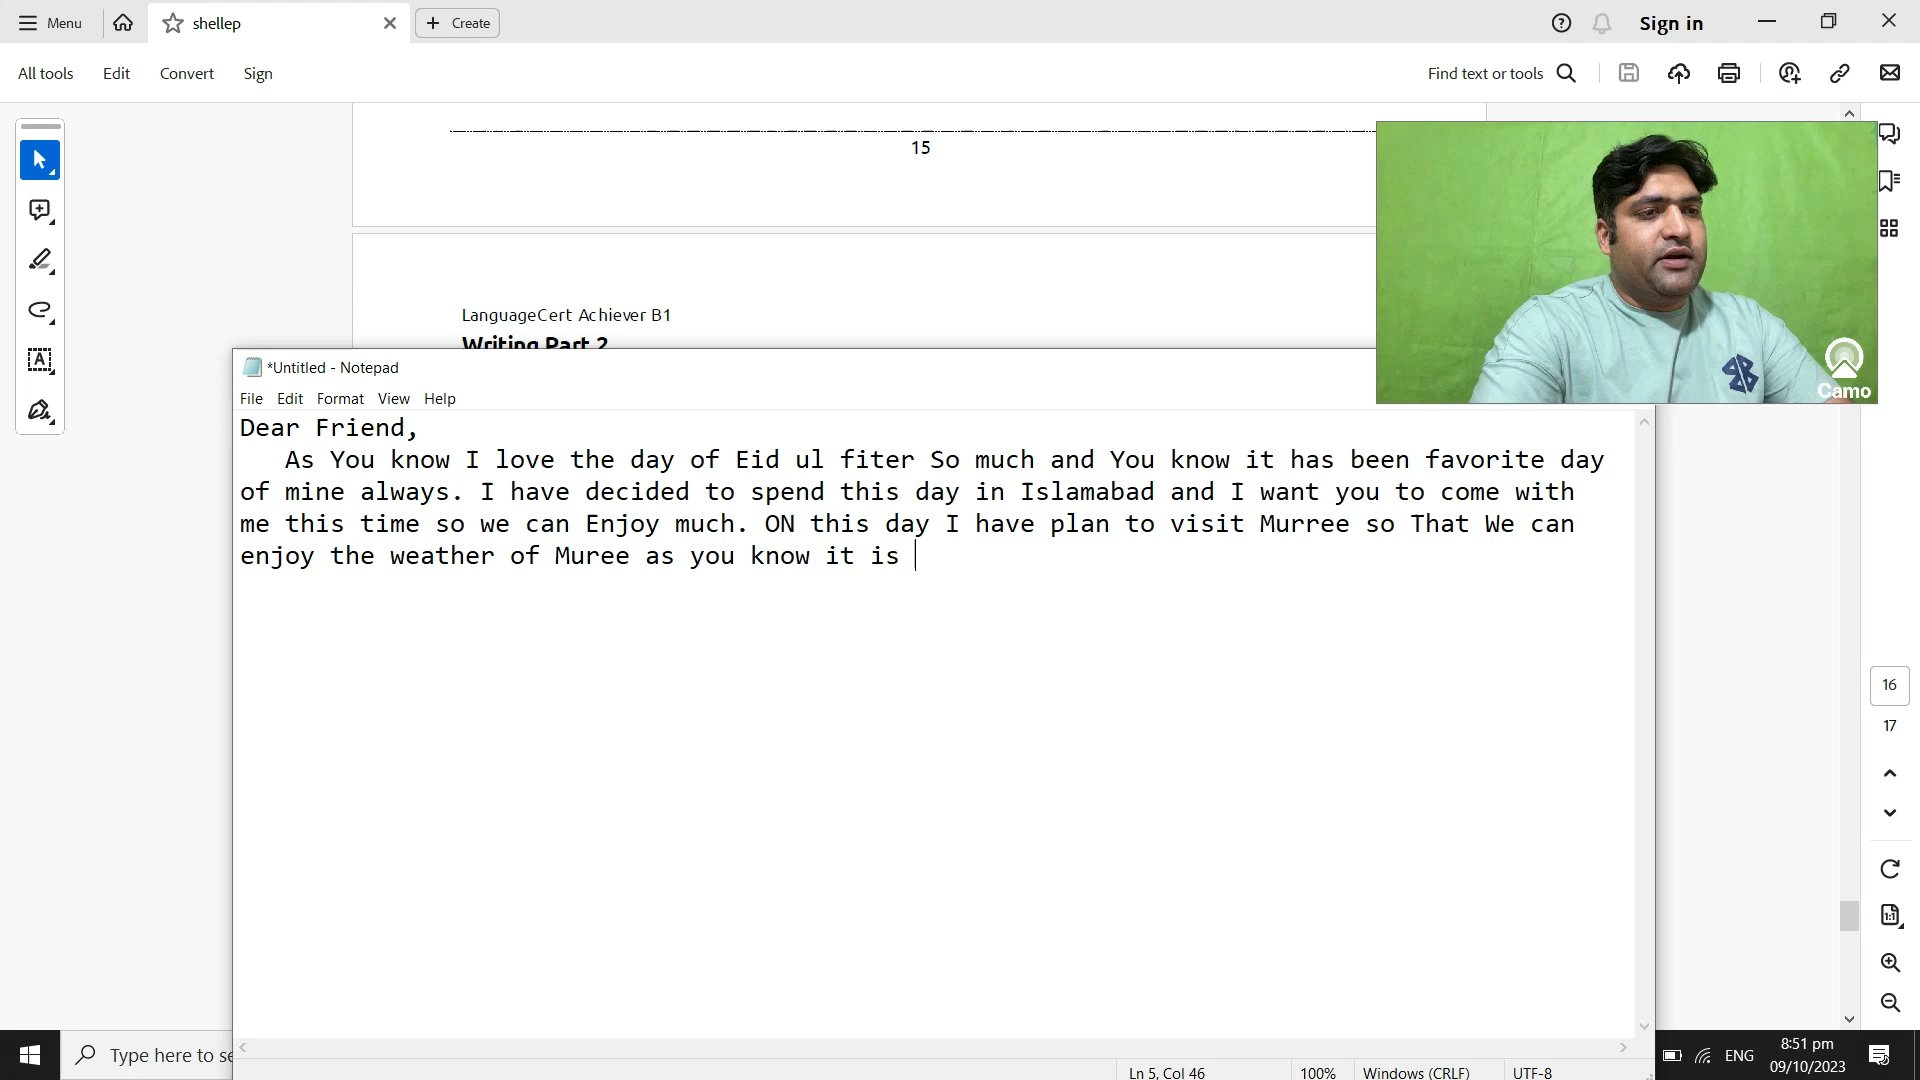 Menu
shellep
Create
Sign in
All tools
Edit
Convert
Sign
Find text or tools
15
LanguageCert Achiever B1
Writing Part 2
Camo
*Untitled - Notepad
File Edit Format View Help
Dear Friend,
As You know I love the day of Eid ul fiter So much and You know it has been favorite day
of mine always. I have decided to spend this day in Islamabad and I want you to come with
me this time so we can Enjoy much. ON this day I have plan to visit Murree so That We can
enjoy the weather of Muree as you know it is
16
17
Ln 5, Col 46
100%
Windows (CRLF)
UTF-8
Type here to se
ENG
8:51 pm
09/10/2023